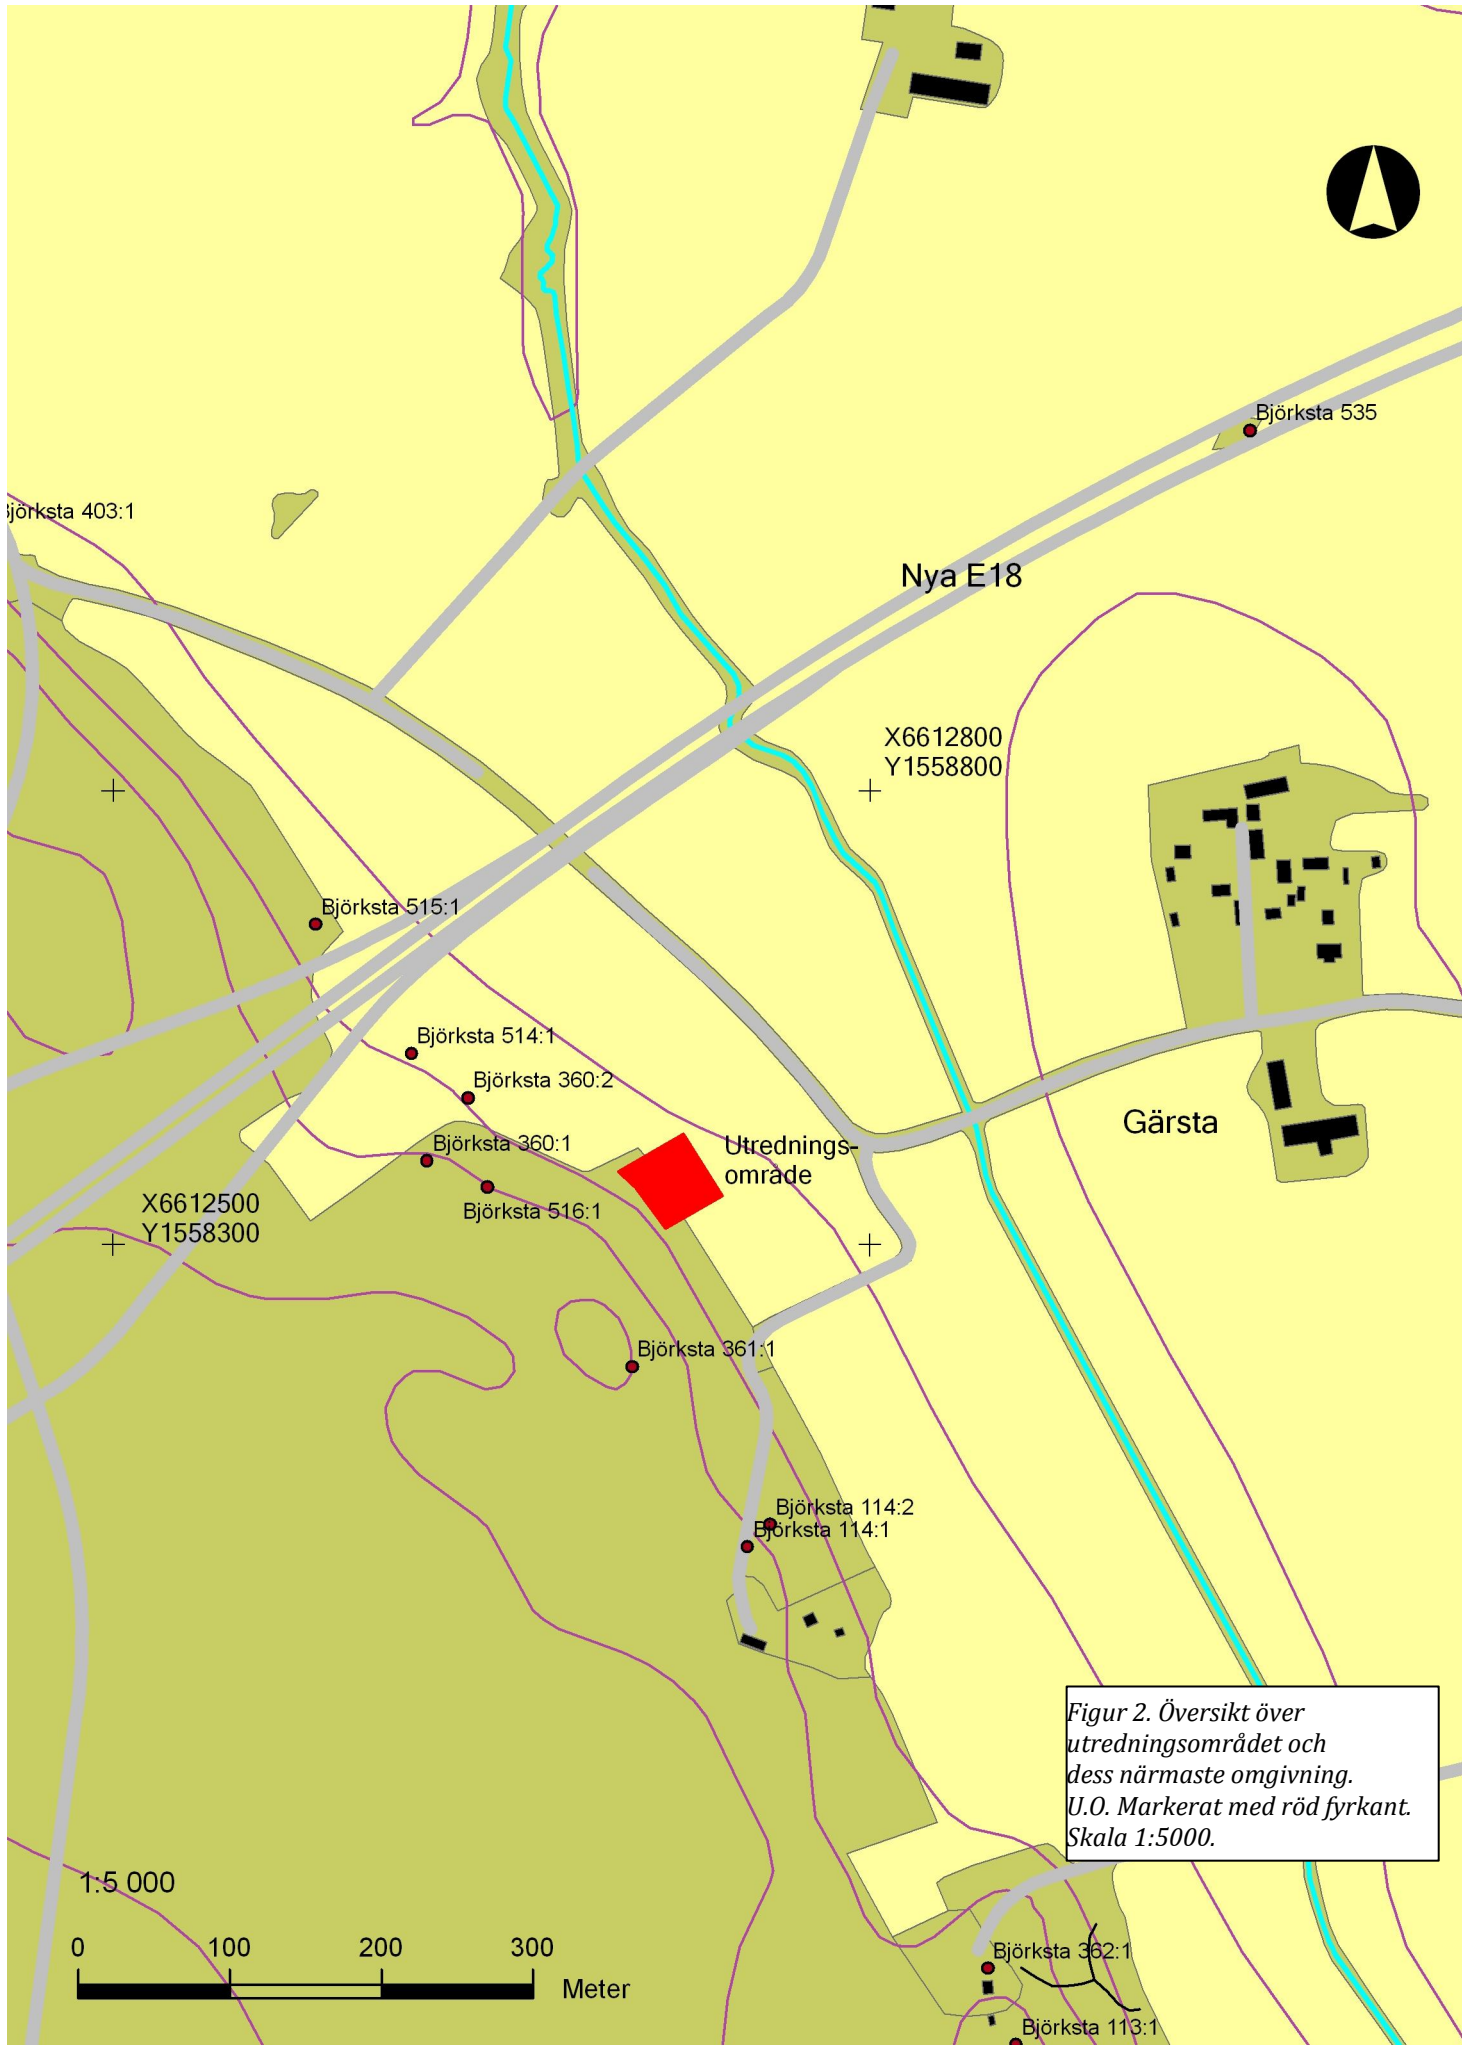 Björksta 535
Björksta 403:1
Nya E18
X6612800
Y1558800
Björksta 515:1
Björksta 514:1
Björksta 360:2
Gärsta
Björksta 360:1
Utrednings-
område
X6612500
Y1558300
Björksta 516:1
Björksta 361:1
Björksta 114:2
Björksta 114:1
Figur 2. Översikt över
utredningsområdet och
dess närmaste omgivning.
U.O. Markerat med röd fyrkant.
Skala 1:5000.
1:5 000
0 100 200 300
Meter
Björksta 362:1
Björksta 113:1